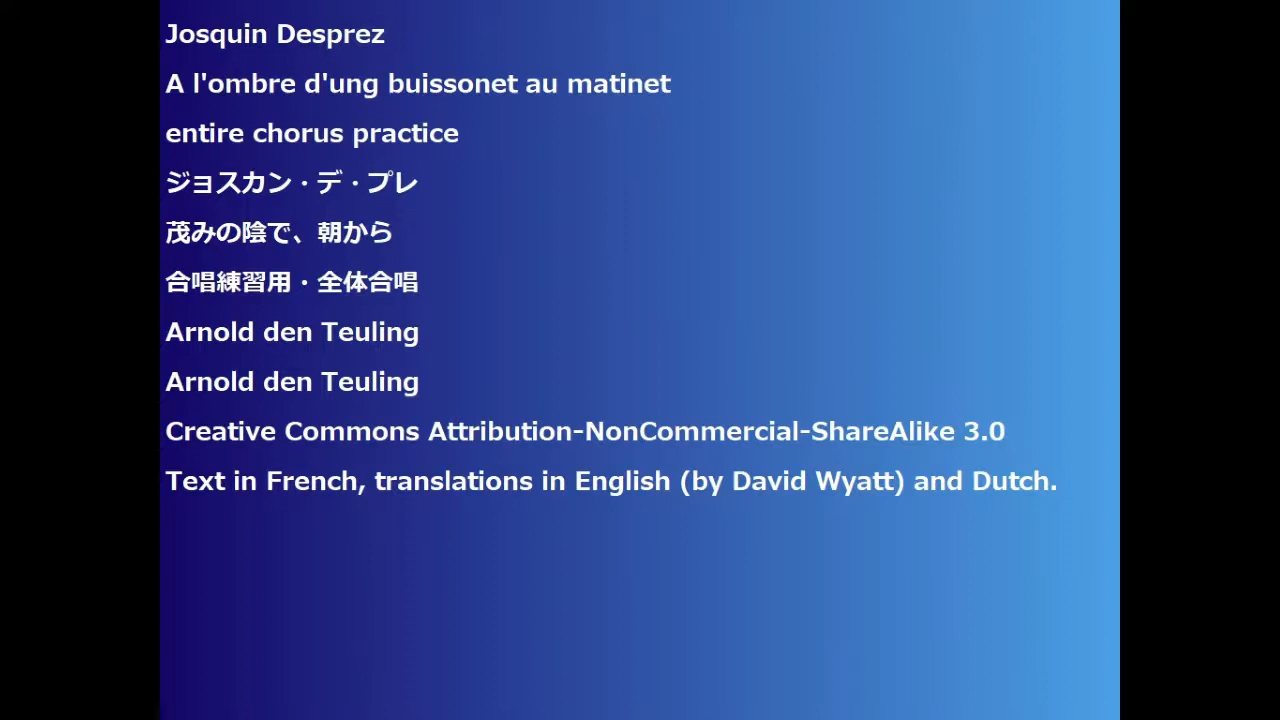 Josquin Desprez
A l'ombre d'ung buissonet au matinet
entire chorus practice
ジョスカン・デ・プレ
茂みの陰で、朝から
合唱練習用・全体合唱
Arnold den Teuling
Arnold den Teuling
Creative Commons Attribution-NonCommercial-ShareAlike 3.0
Text in French, translations in English (by David Wyatt) and Dutch.